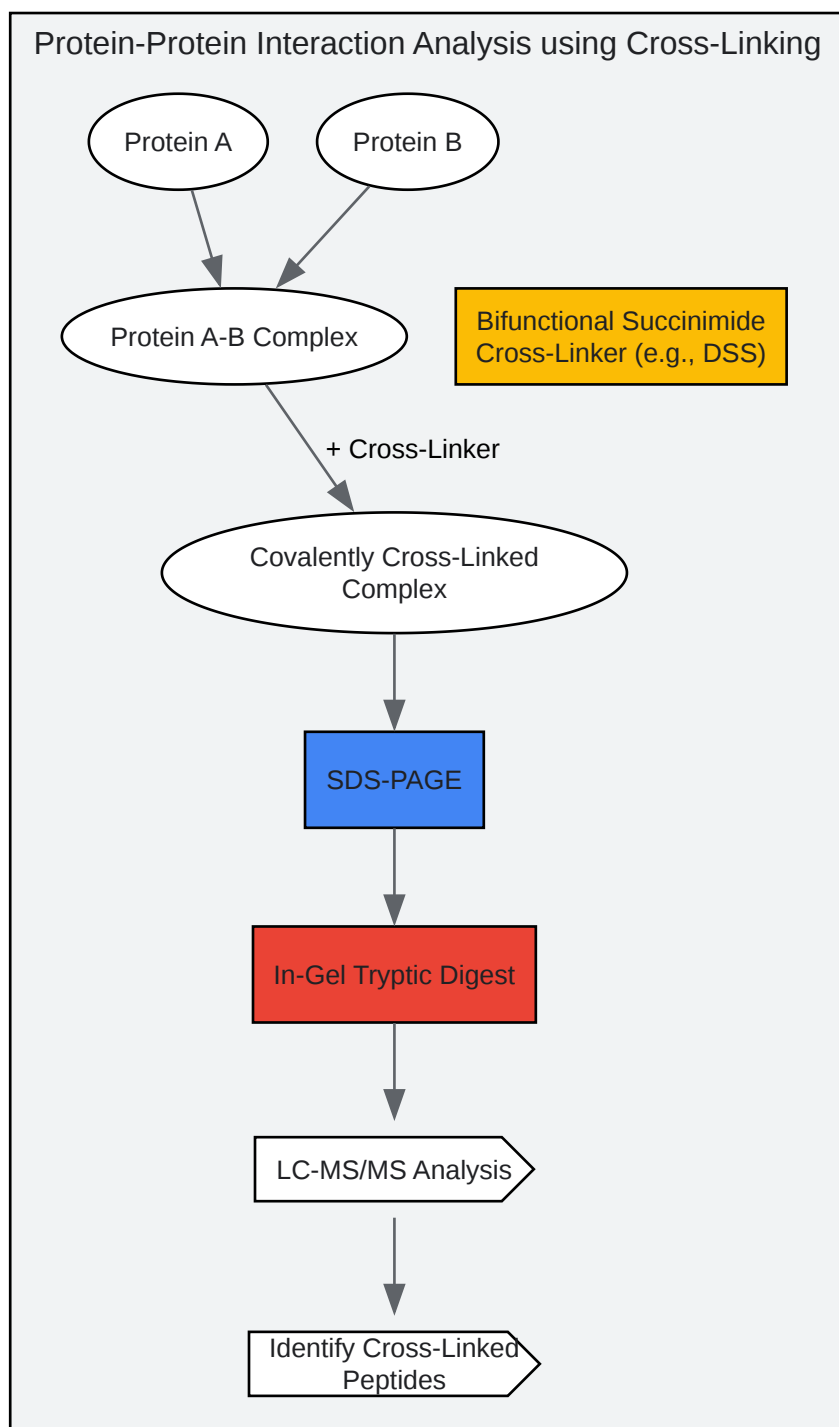 Protein-Protein Interaction Analysis using Cross-Linking
Protein A
Protein B
Protein A-B Complex
Bifunctional Succinimide
Cross-Linker (e.g., DSS)
+ Cross-Linker
Covalently Cross-Linked
Complex
SDS-PAGE
In-Gel Tryptic Digest
LC-MS/MS Analysis
Identify Cross-Linked
Peptides